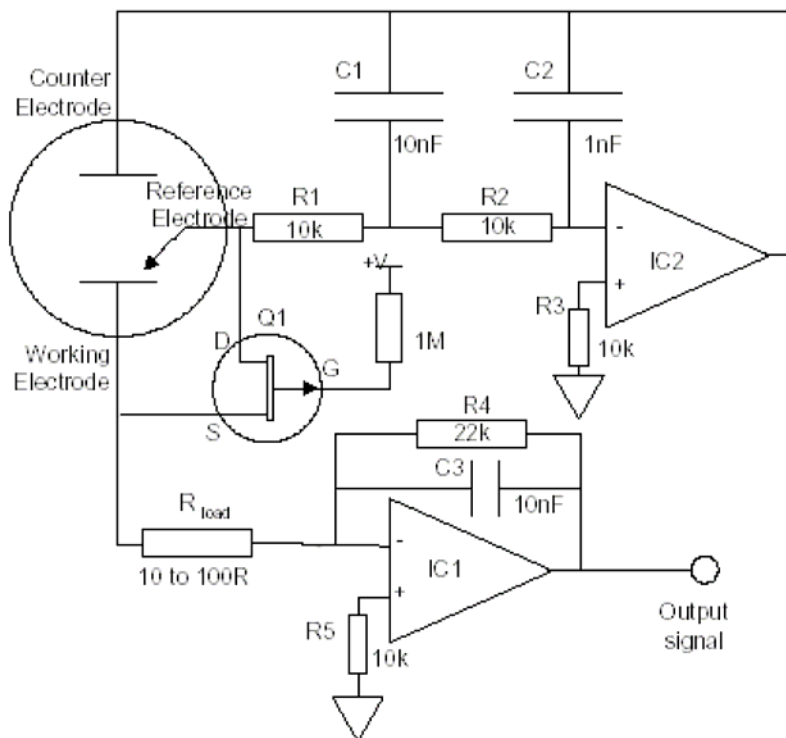 C1
C2
Counter
Electrode
10nF
1nF
Reference
Electrode
R1
10k
R2
10k
-
+
IC2
+V
Q1
D
G
S
1M
R3
10k
Working
Electrode
R4
22k
C3
10nF
R load
10 to 100R
-
+
IC1
R5
10k
Output
signal